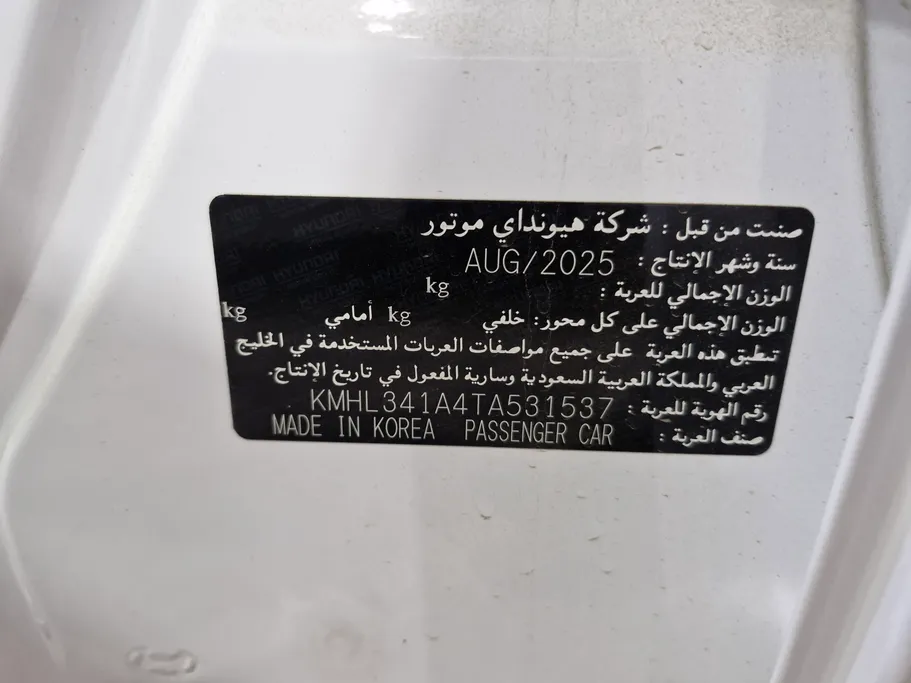 صنعت من قبل : شركة هيونداي موتور
سنة وشهر الإنتاج : AUG/2025
الوزن الإجمالي للعربة : kg
الوزن الإجمالي على كل محور : خلفي kg أمامي kg
تنطبق هذه العربة على جميع مواصفات العربات المستخدمة في الخليج
العربي والمملكة العربية السعودية وسارية المفعول في تاريخ الإنتاج.
رقم الهوية للعربة : KMHL341A4TA531537
صنف العربة : MADE IN KOREA PASSENGER CAR
HYUNDAI